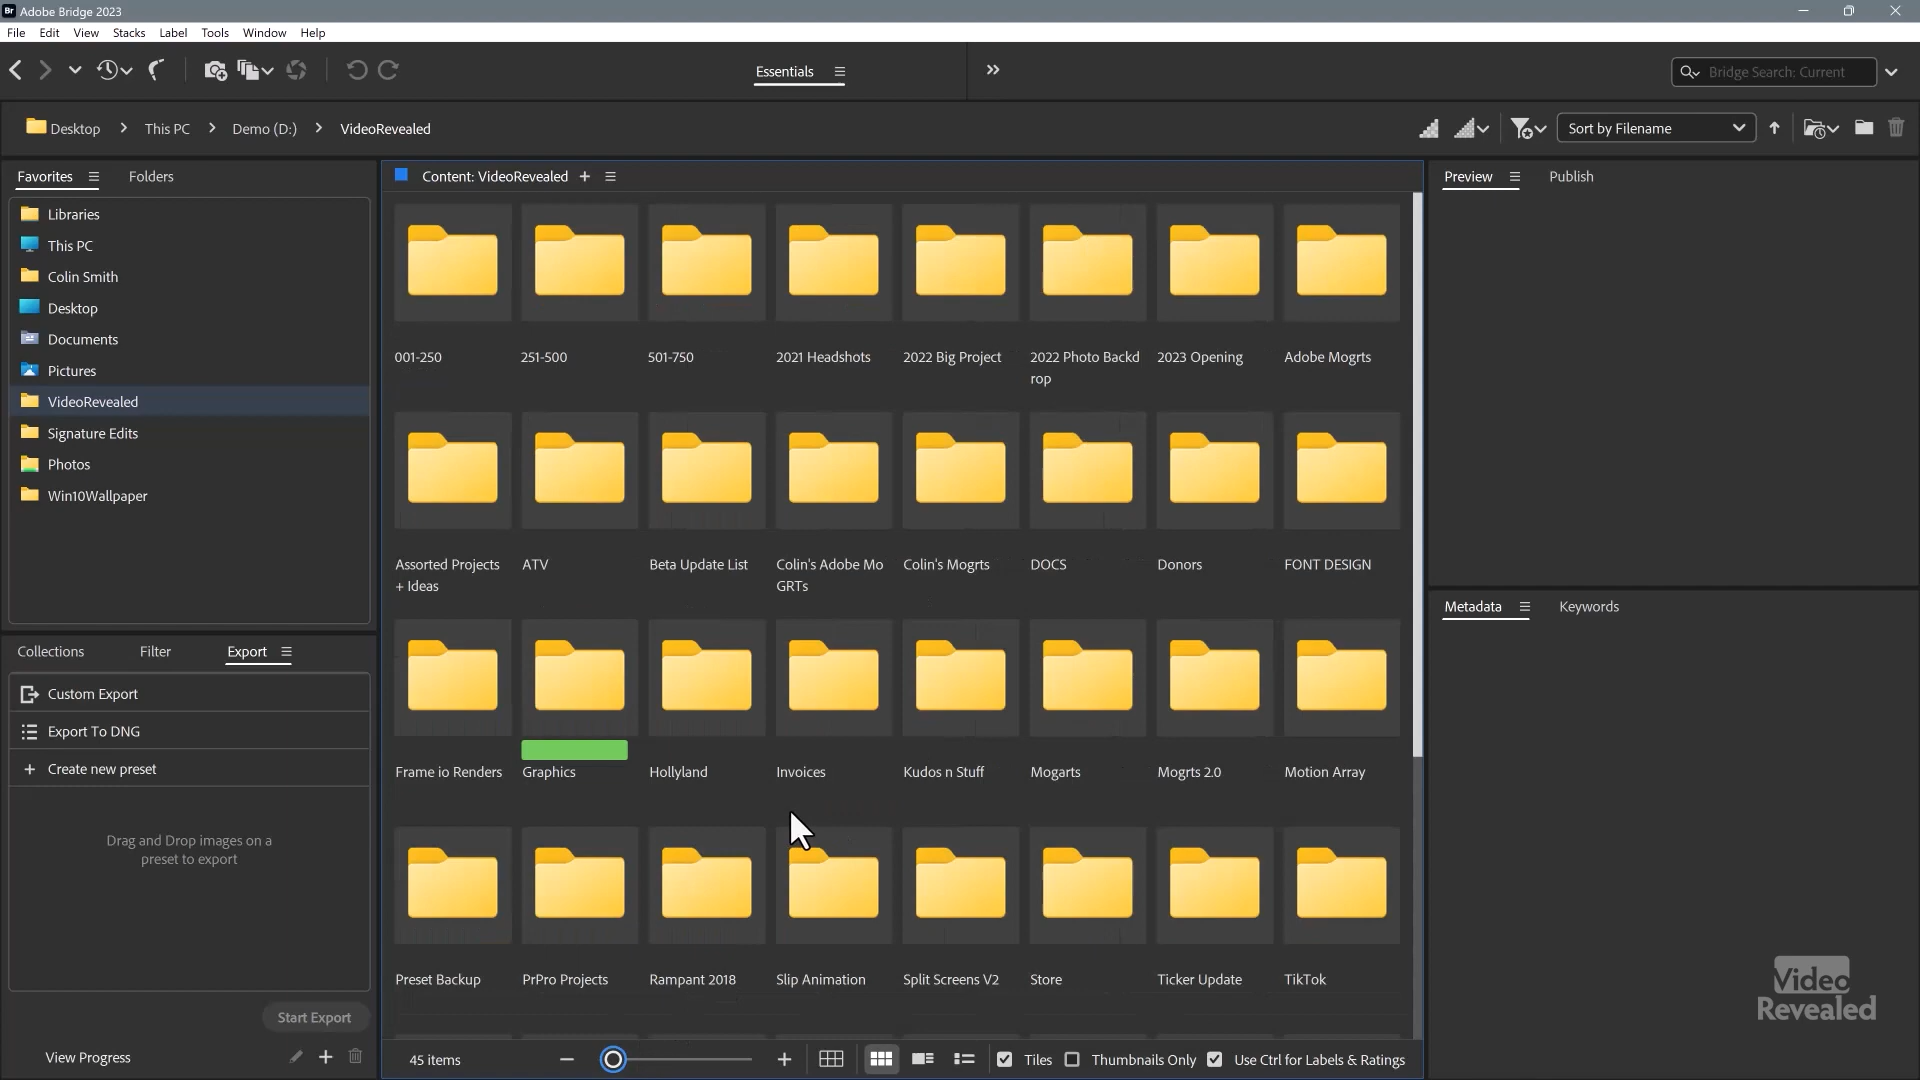 Br Adobe Bridge 2023
File Edit View Stacks Label Tools Window Help
Essentials
Bridge Search: Current
Desktop This PC Demo (D:) VideoRevealed
Sort by Filename
Favorites Folders
Content: VideoRevealed
Preview Publish
Libraries
This PC
Colin Smith
Desktop
Documents
Pictures
VideoRevealed
Signature Edits
Photos
Win10Wallpaper
001-250
251-500
501-750
2021 Headshots
2022 Big Project
2022 Photo Backd
rop
2023 Opening
Adobe Mogrts
Assorted Projects
+ Ideas
ATV
Beta Update List
Colin's Adobe Mo
GRTs
Colin's Mogrts
DOCS
Donors
FONT DESIGN
Frame io Renders
Graphics
Hollyland
Invoices
Kudos n Stuff
Mogarts
Mogrts 2.0
Motion Array
Preset Backup
PrPro Projects
Rampant 2018
Slip Animation
Split Screens V2
Store
Ticker Update
TikTok
Metadata Keywords
Collections Filter Export
Custom Export
Export To DNG
Create new preset
Drag and Drop images on a
preset to export
Start Export
View Progress
45 items
Tiles Thumbnails Only Use Ctrl for Labels & Ratings
Video
Revealed